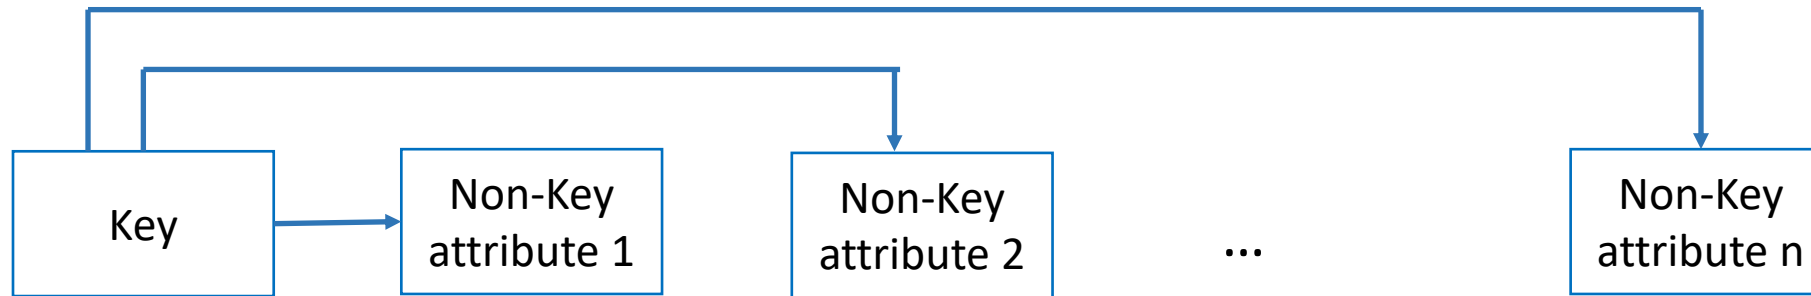 Key
Non-Key
attribute 1
Non-Key
attribute 2
...
Non-Key
attribute n